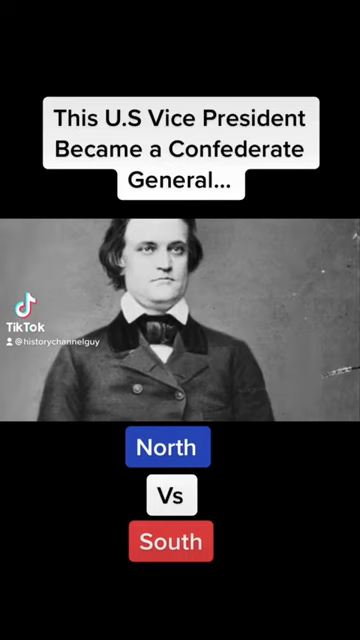 This U.S Vice President
Became a Confederate
General...
TikTok
@historychannelguy
North
Vs
South